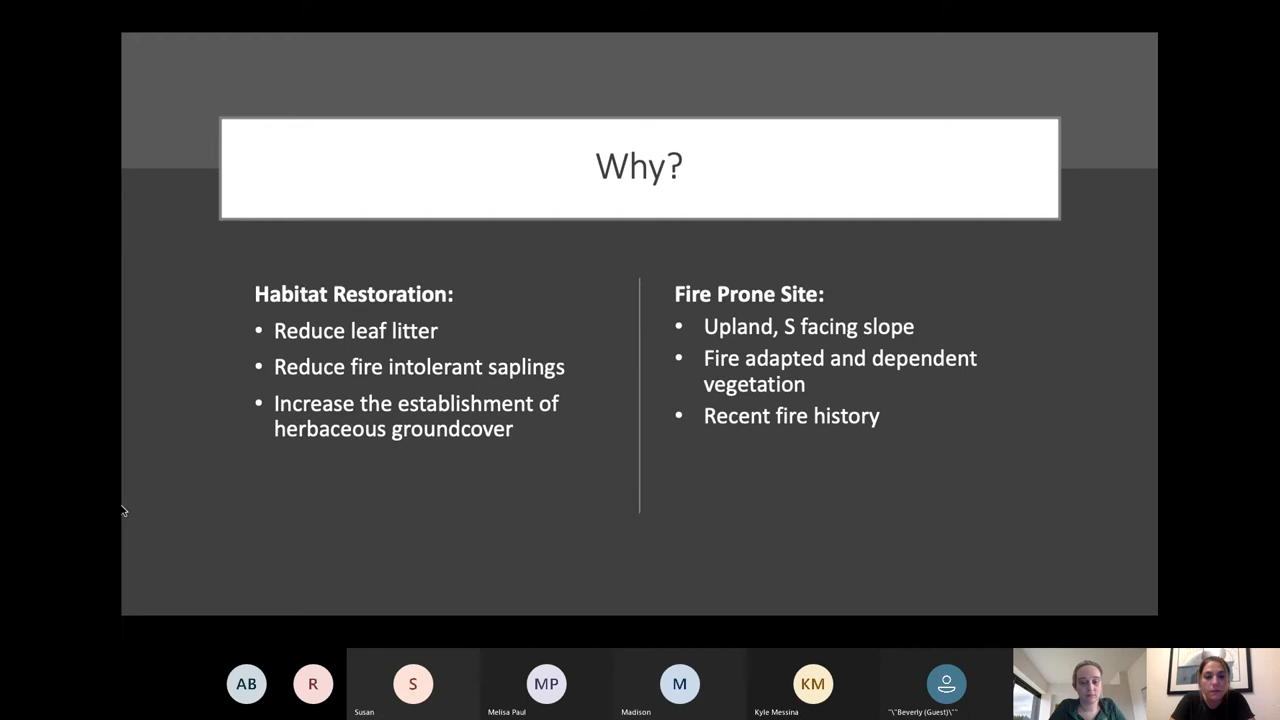 Why?
Habitat Restoration:
• Reduce leaf litter
• Reduce fire intolerant saplings
• Increase the establishment of
herbaceous groundcover
Fire Prone Site:
• Upland, S facing slope
• Fire adapted and dependent
vegetation
• Recent fire history
AB
R
S
MP
M
KM
Susan
Melisa Paul
Madison
Kyle Messina
"\"Beverly (Guest)\""